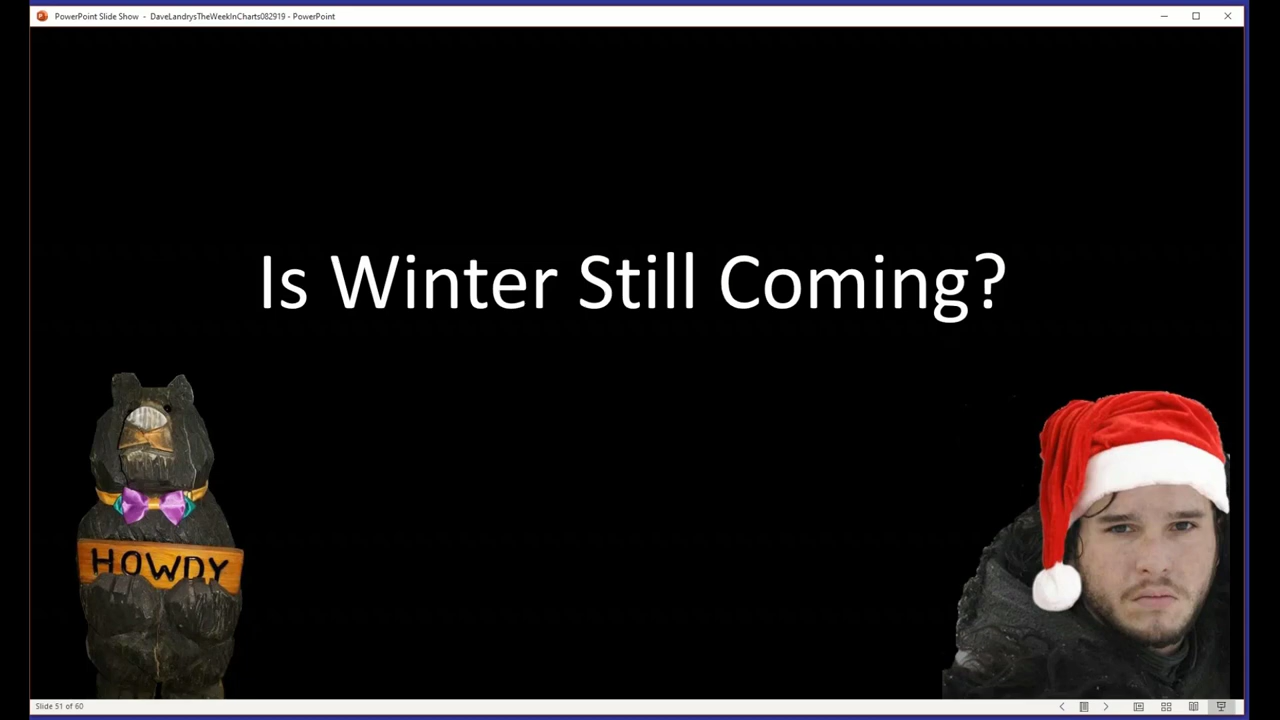 PowerPoint Slide Show - DaveLandrysTheWeekInCharts082919 - PowerPoint
Is Winter Still Coming?
HOWDY
Slide 51 of 60